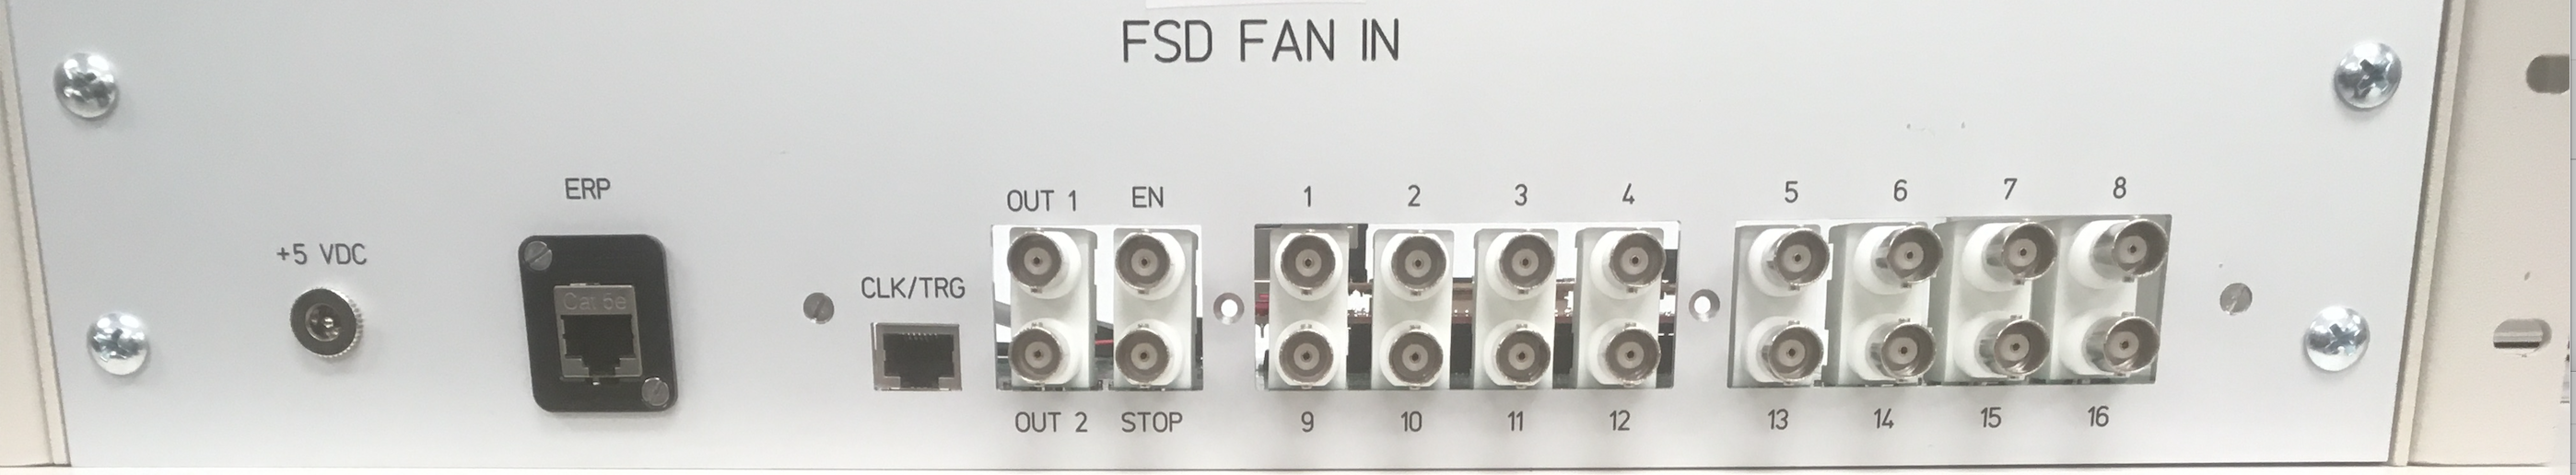 FSD FAN IN
ERP
+5 VDC
Cat 5e
CLK/TRG
OUT 1 EN
1 2 3 4
5 6 7 8
OUT 2 STOP
9 10 11 12
13 14 15 16